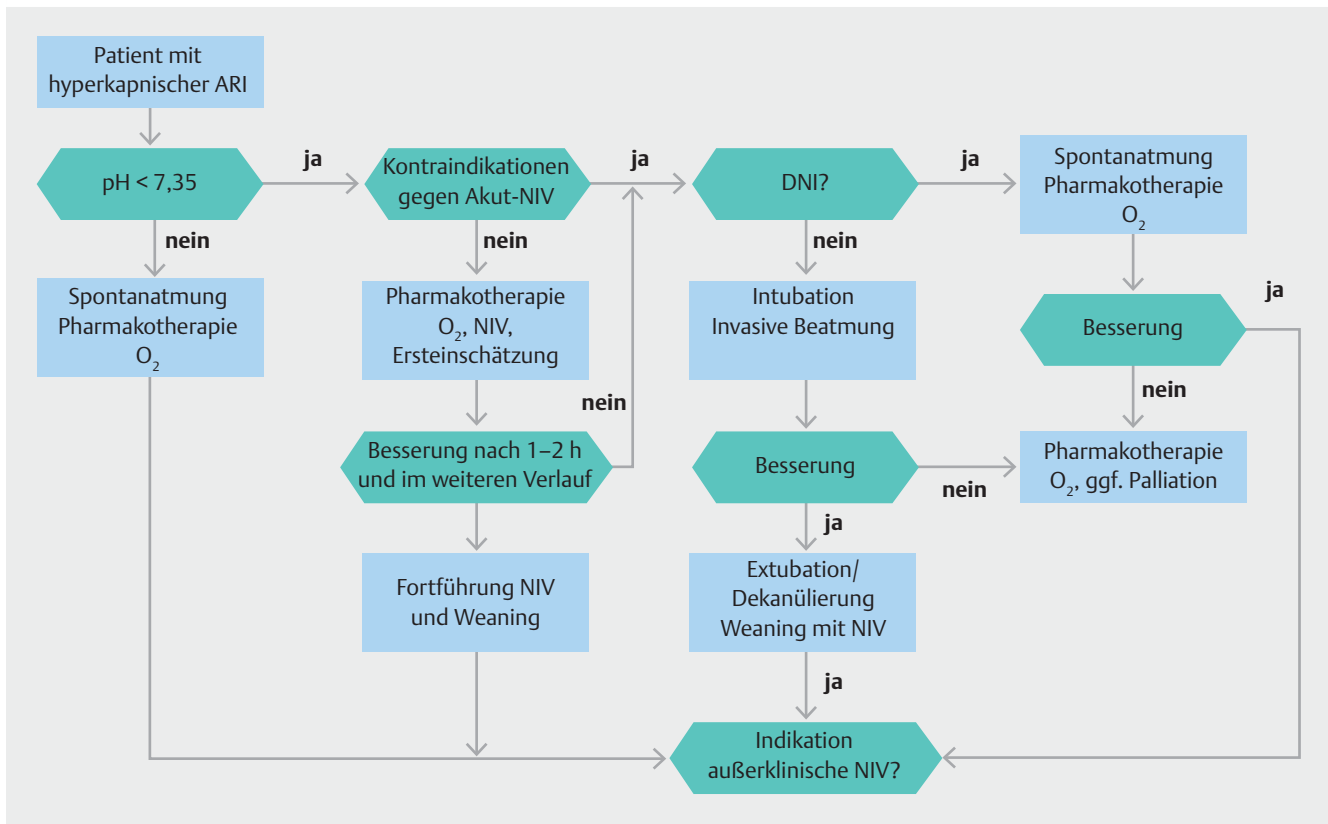 Patient mit
hyperkapnischer ARI
pH < 7,35
ja
nein
Spontanatmung
Pharmakotherapie
O₂
Kontraindikationen
gegen Akut-NIV
ja
nein
Pharmakotherapie
O₂, NIV,
Ersteinschätzung
Besserung nach 1–2 h
und im weiteren Verlauf
nein
Fortführung NIV
und Weaning
DNI?
ja
nein
Intubation
Invasive Beatmung
Besserung
nein
ja
Extubation/
Dekanülierung
Weaning mit NIV
ja
Spontanatmung
Pharmakotherapie
O₂
Besserung
ja
nein
Pharmakotherapie
O₂, ggf. Palliation
Indikation
außerklinische NIV?